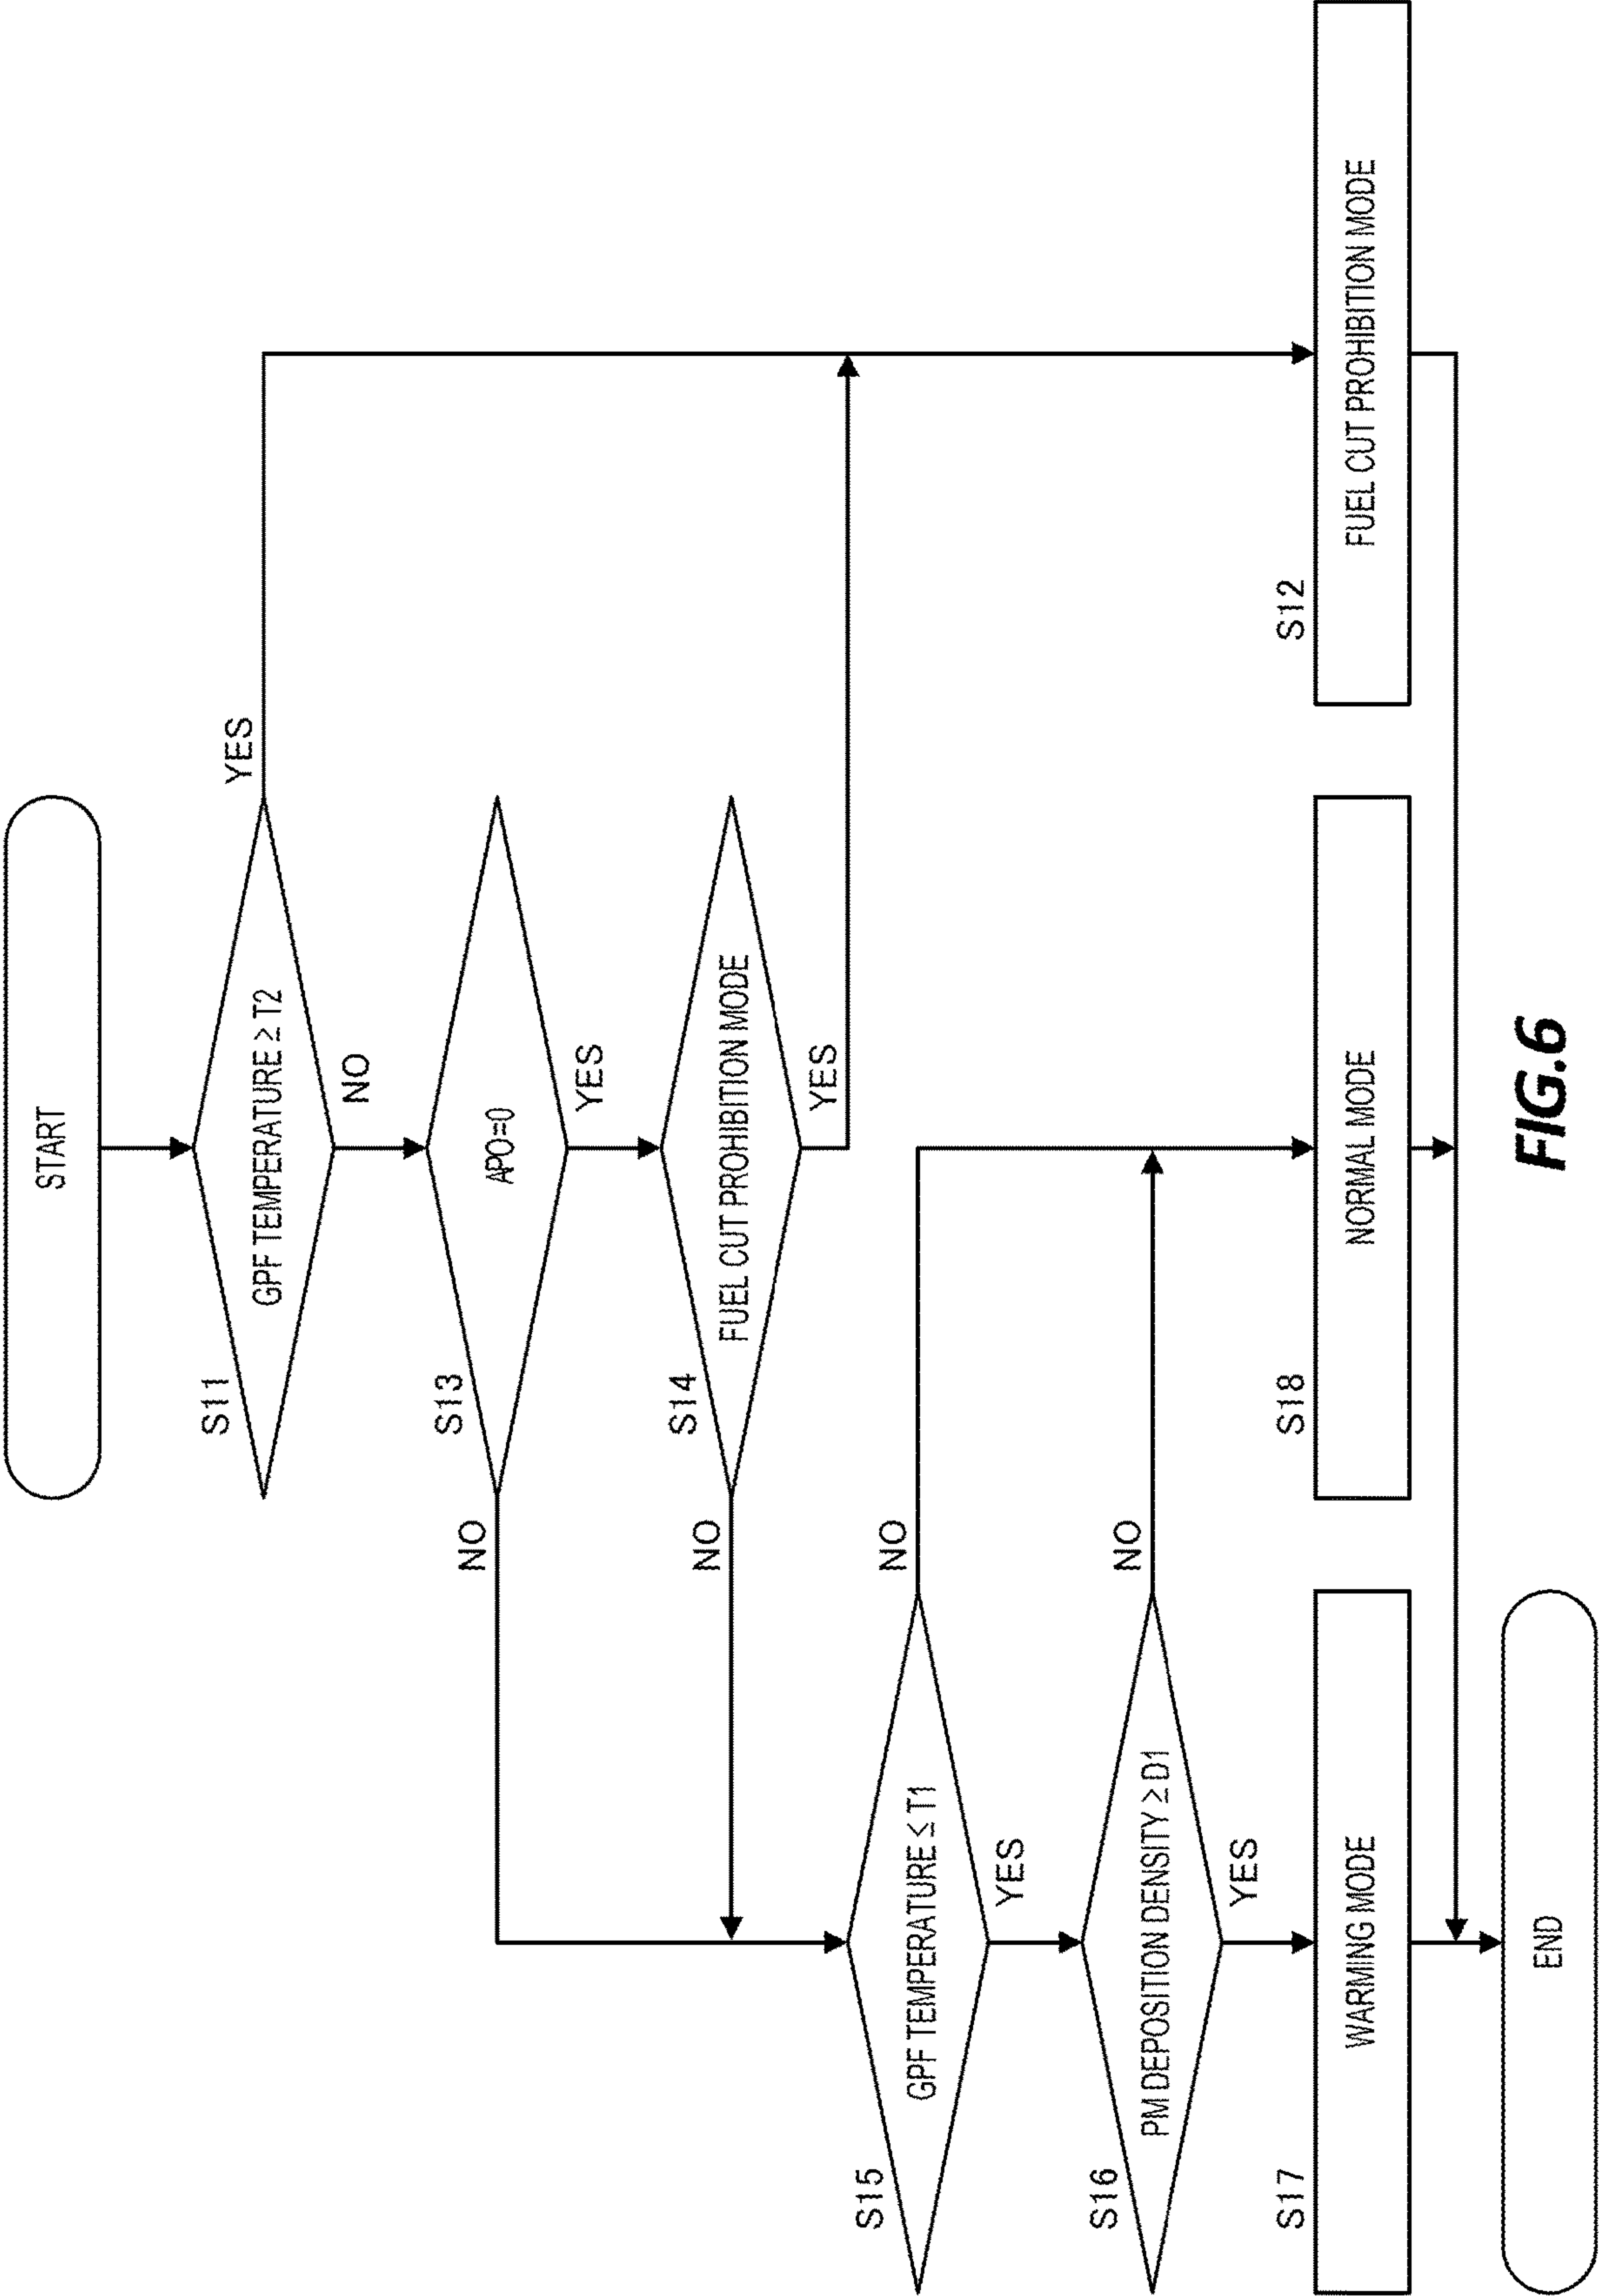 START
S11
GPF TEMPERATURE ≥ T2
YES
NO
S13
APO=0
NO
YES
S14
FUEL CUT PROHIBITION MODE
NO
YES
S15
GPF TEMPERATURE ≤ T1
NO
YES
S16
PM DEPOSITION DENSITY ≥ D1
NO
YES
S17
WARMING MODE
S18
NORMAL MODE
S12
FUEL CUT PROHIBITION MODE
END
FIG.6